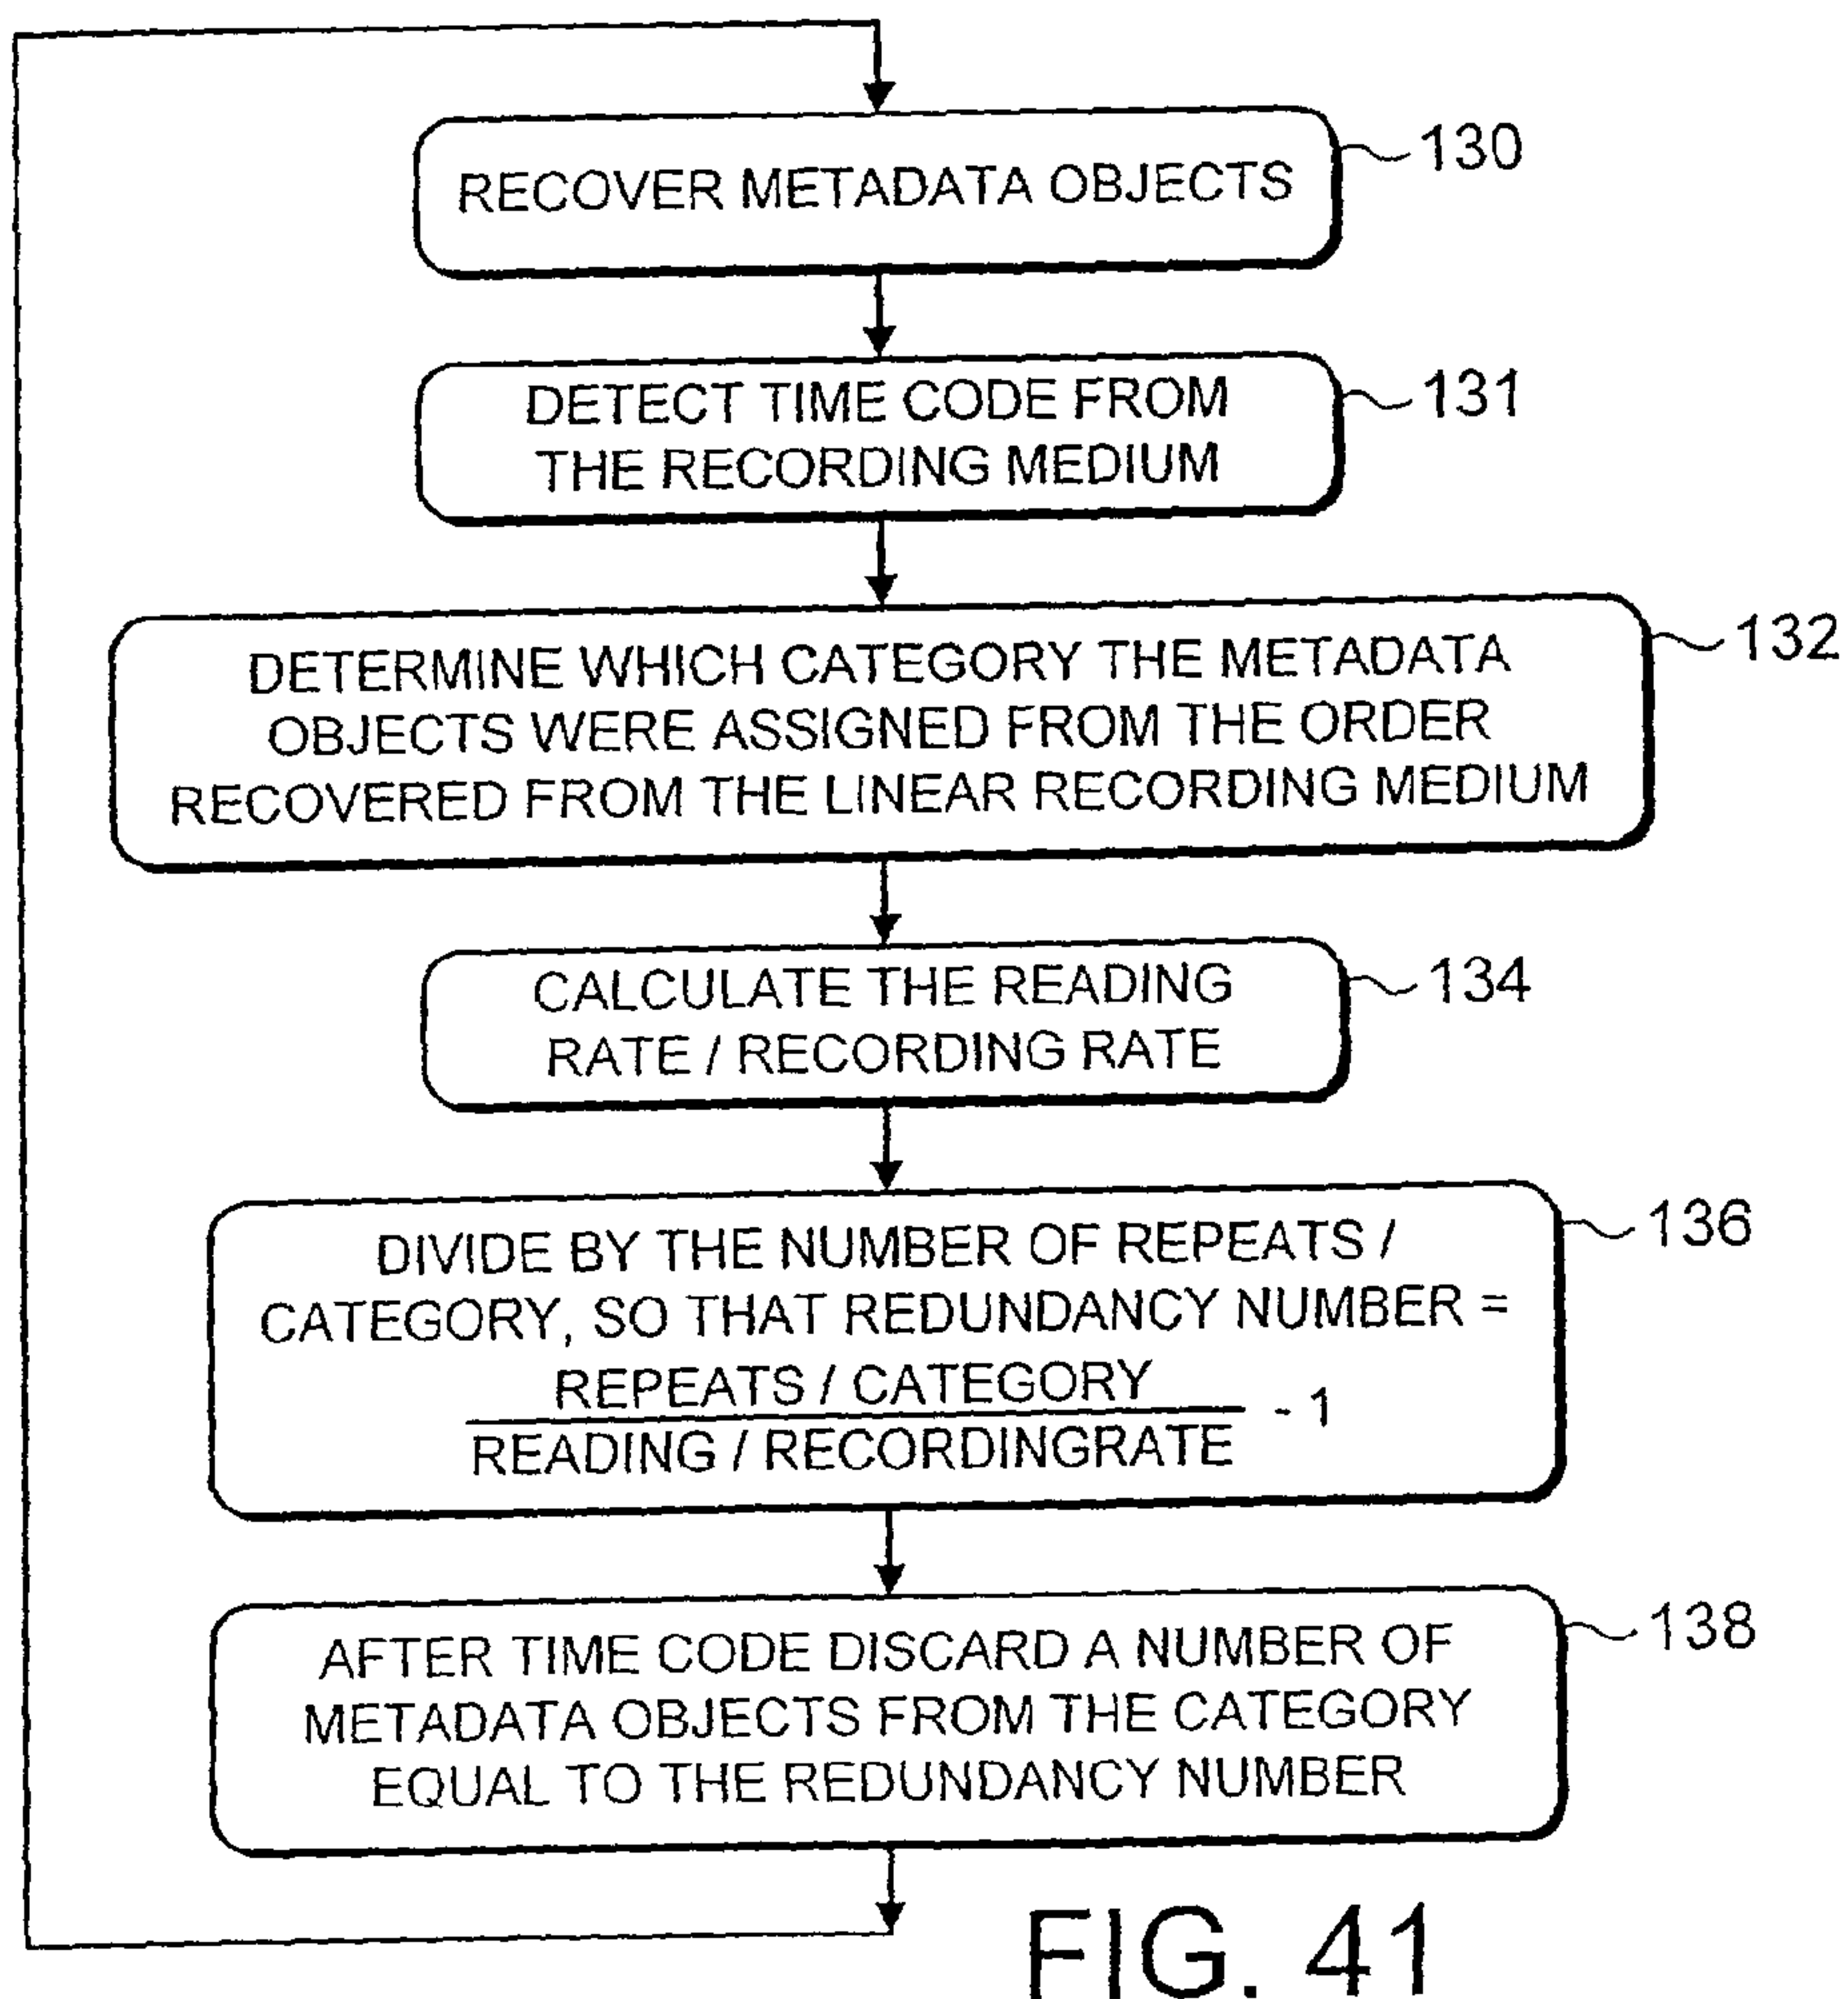 RECOVER METADATA OBJECTS
130
DETECT TIME CODE FROM
THE RECORDING MEDIUM
131
DETERMINE WHICH CATEGORY THE METADATA
OBJECTS WERE ASSIGNED FROM THE ORDER
RECOVERED FROM THE LINEAR RECORDING MEDIUM
132
CALCULATE THE READING
RATE / RECORDING RATE
134
DIVIDE BY THE NUMBER OF REPEATS /
CATEGORY, SO THAT REDUNDANCY NUMBER =
REPEATS / CATEGORY
- 1
READING / RECORDINGRATE
136
AFTER TIME CODE DISCARD A NUMBER OF
METADATA OBJECTS FROM THE CATEGORY
EQUAL TO THE REDUNDANCY NUMBER
138
FIG. 41